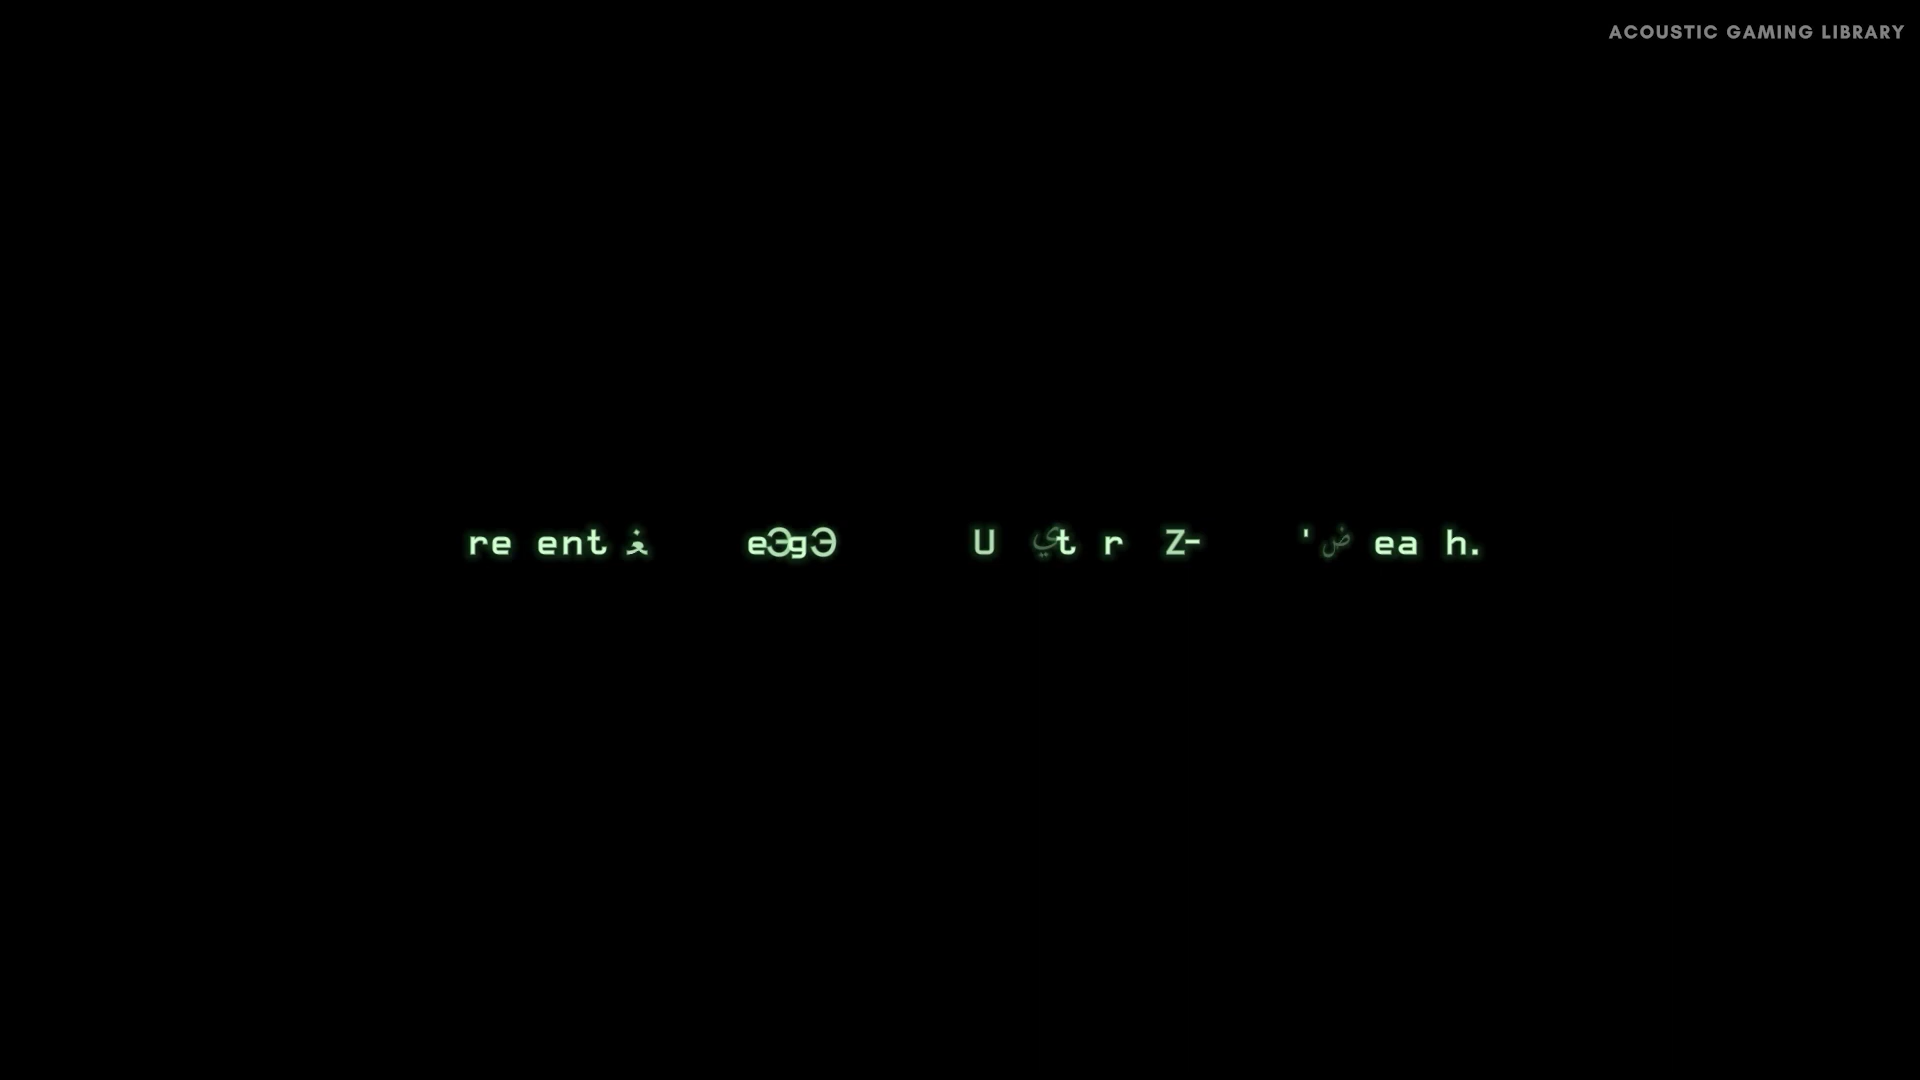 ACOUSTIC GAMING LIBRARY
re ent غ eЭgЭ U يt r Z- 'ض ea h.